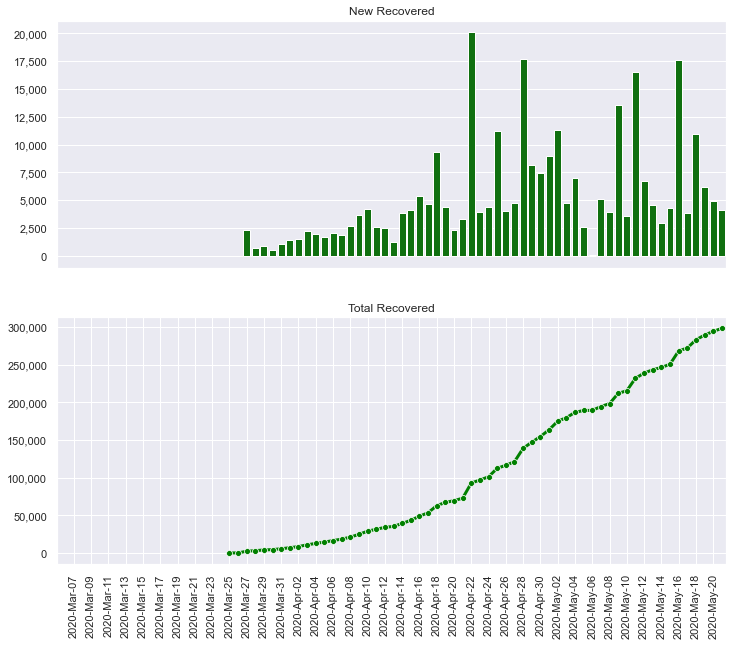 New Recovered
20,000
17,500
15,000
12,500
10,000
7,500
5,000
2,500
0
Total Recovered
300,000
250,000
200,000
150,000
100,000
50,000
0
2020-Mar-07
2020-Mar-09
2020-Mar-11
2020-Mar-13
2020-Mar-15
2020-Mar-17
2020-Mar-19
2020-Mar-21
2020-Mar-23
2020-Mar-25
2020-Mar-27
2020-Mar-29
2020-Mar-31
2020-Apr-02
2020-Apr-04
2020-Apr-06
2020-Apr-08
2020-Apr-10
2020-Apr-12
2020-Apr-14
2020-Apr-16
2020-Apr-18
2020-Apr-20
2020-Apr-22
2020-Apr-24
2020-Apr-26
2020-Apr-28
2020-Apr-30
2020-May-02
2020-May-04
2020-May-06
2020-May-08
2020-May-10
2020-May-12
2020-May-14
2020-May-16
2020-May-18
2020-May-20